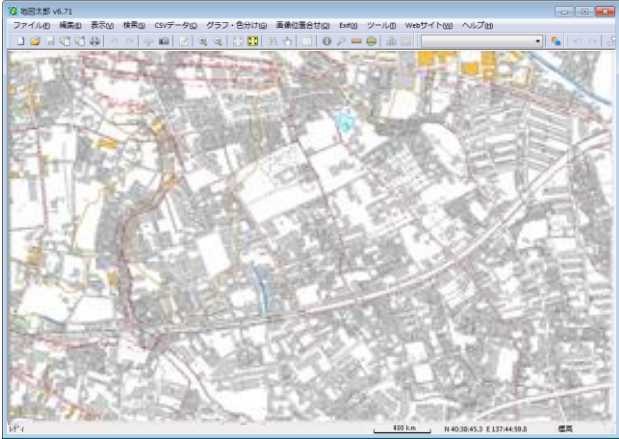 地図太郎 v6.71
ファイル(F) 編集(E) 表示(V) 検索(S) CSVデータ(C) グラフ・色分け(G) 画像位置合せ(O) Exif(X) ツール(T) Webサイト(W) ヘルプ(H)
ﾚﾃﾞｨ 400 km N 40:38:45.3 E 137:44:59.8 標高